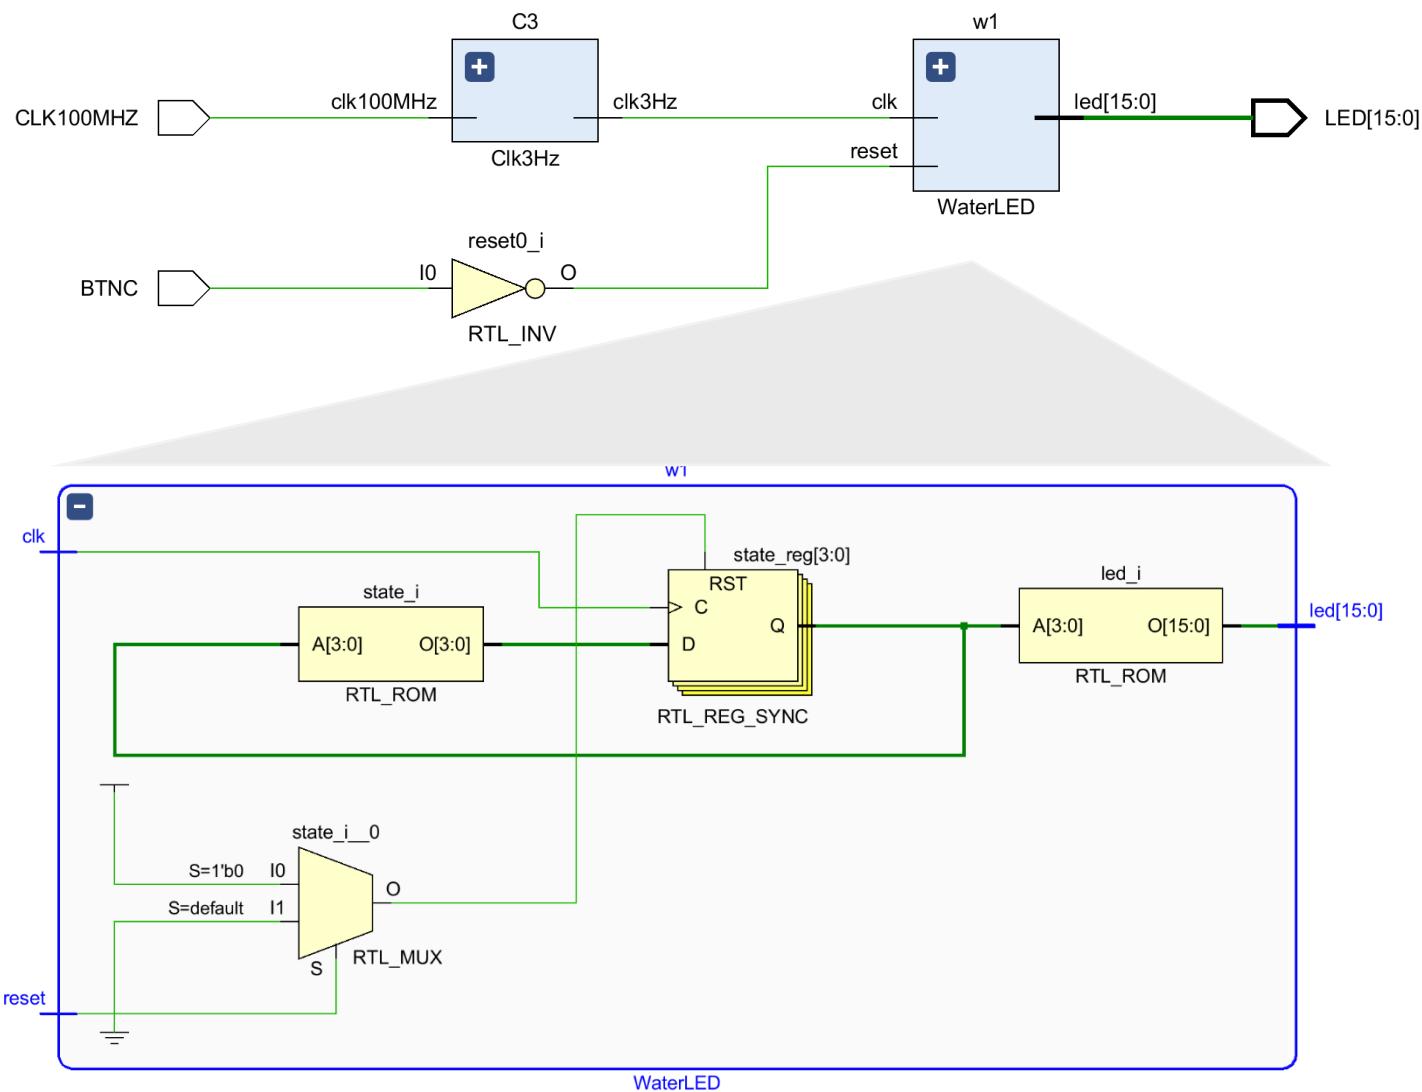 C3
w1
+
+
CLK100MHZ
clk100MHz
clk3Hz
clk
led[15:0]
LED[15:0]
reset
Clk3Hz
WaterLED
reset0_i
BTNC
I0
O
RTL_INV
w1
-
clk
state_reg[3:0]
led_i
state_i
RST
C
led[15:0]
A[3:0]
O[3:0]
D
Q
A[3:0]
O[15:0]
RTL_ROM
RTL_ROM
RTL_REG_SYNC
state_i__0
S=1'b0
I0
O
S=default
I1
RTL_MUX
S
reset
WaterLED